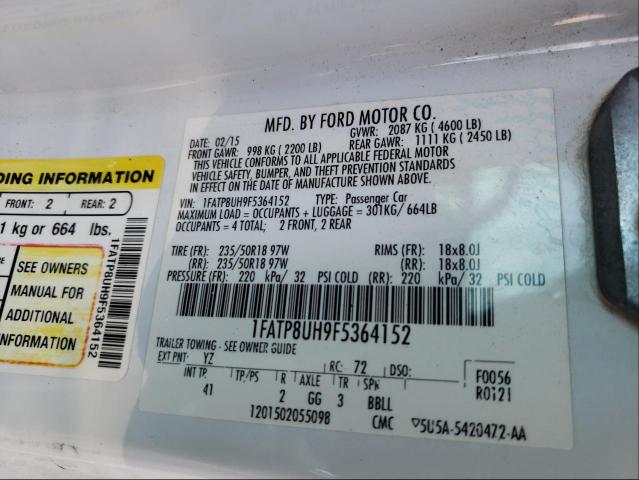 MFD. BY FORD MOTOR CO.
DATE: 02/15 GVWR: 2087 KG ( 4600 LB)
FRONT GAWR: 998 KG ( 2200 LB) REAR GAWR: 1111 KG ( 2450 LB)
THIS VEHICLE CONFORMS TO ALL APPLICABLE FEDERAL MOTOR
VEHICLE SAFETY, BUMPER, AND THEFT PREVENTION STANDARDS
IN EFFECT ON THE DATE OF MANUFACTURE SHOWN ABOVE.
VIN: 1FATP8UH9F5364152 TYPE: Passenger Car
MAXIMUM LOAD = OCCUPANTS + LUGGAGE = 301KG/ 664LB
OCCUPANTS = 4 TOTAL; 2 FRONT, 2 REAR
TIRE (FR): 235/50R18 97W RIMS (FR): 18x8.0J
(RR): 235/50R18 97W (RR): 18x8.0J
PRESSURE (FR): 220 kPa/ 32 PSI COLD (RR): 220 kPa/ 32 PSI COLD
1FATP8UH9F5364152
TRAILER TOWING - SEE OWNER GUIDE
EXT PNT: YZ RC: 72 DSO:
INT TR TP/PS R AXLE TR SPR
41 2 GG 3 BBLL
F0056
R0121
1201502055098 CMC 5U5A-5420472-AA
DING INFORMATION
FRONT: 2 REAR: 2
1 kg or 664 lbs.
SEE OWNERS
MANUAL FOR
ADDITIONAL
INFORMATION
1FATP8UH9F5364152